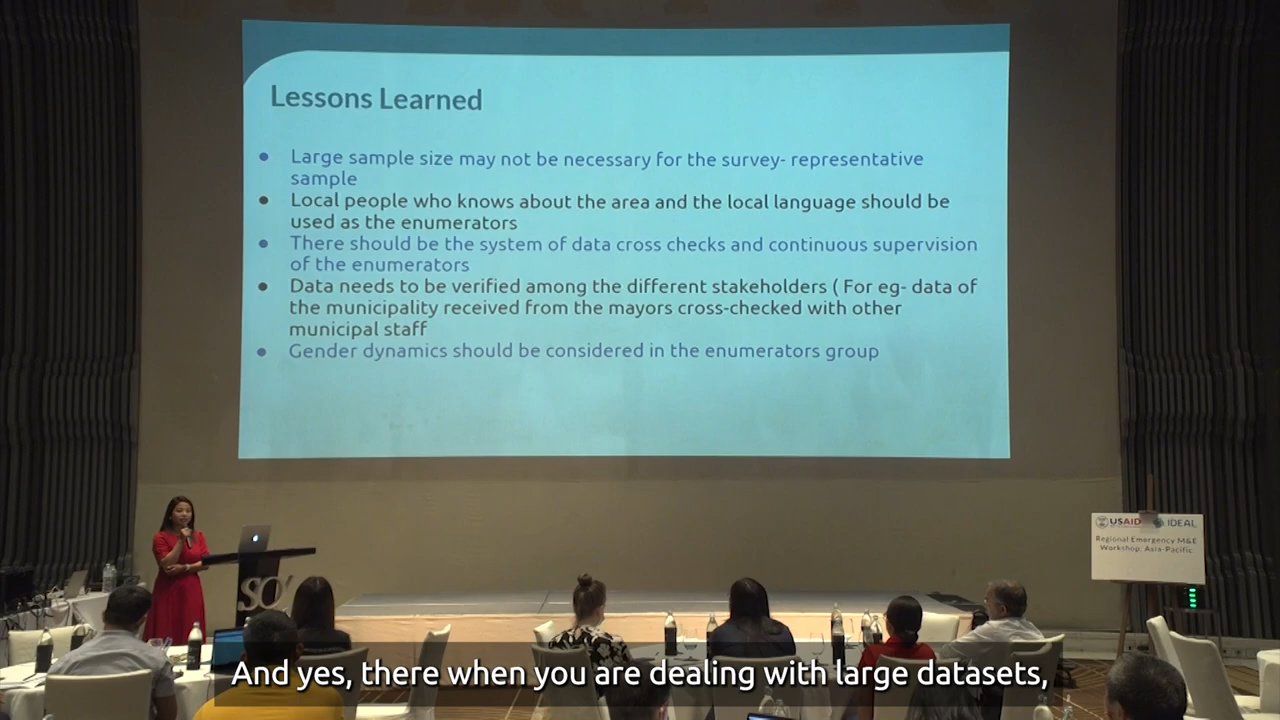 Lessons Learned
● Large sample size may not be necessary for the survey- representative
sample
● Local people who knows about the area and the local language should be
used as the enumerators
● There should be the system of data cross checks and continuous supervision
of the enumerators
● Data needs to be verified among the different stakeholders ( For eg- data of
the municipality received from the mayors cross-checked with other
municipal staff
● Gender dynamics should be considered in the enumerators group
USAID IDEAL
Regional Emergency M&E
Workshop, Asia-Pacific
SO/
And yes, there when you are dealing with large datasets,